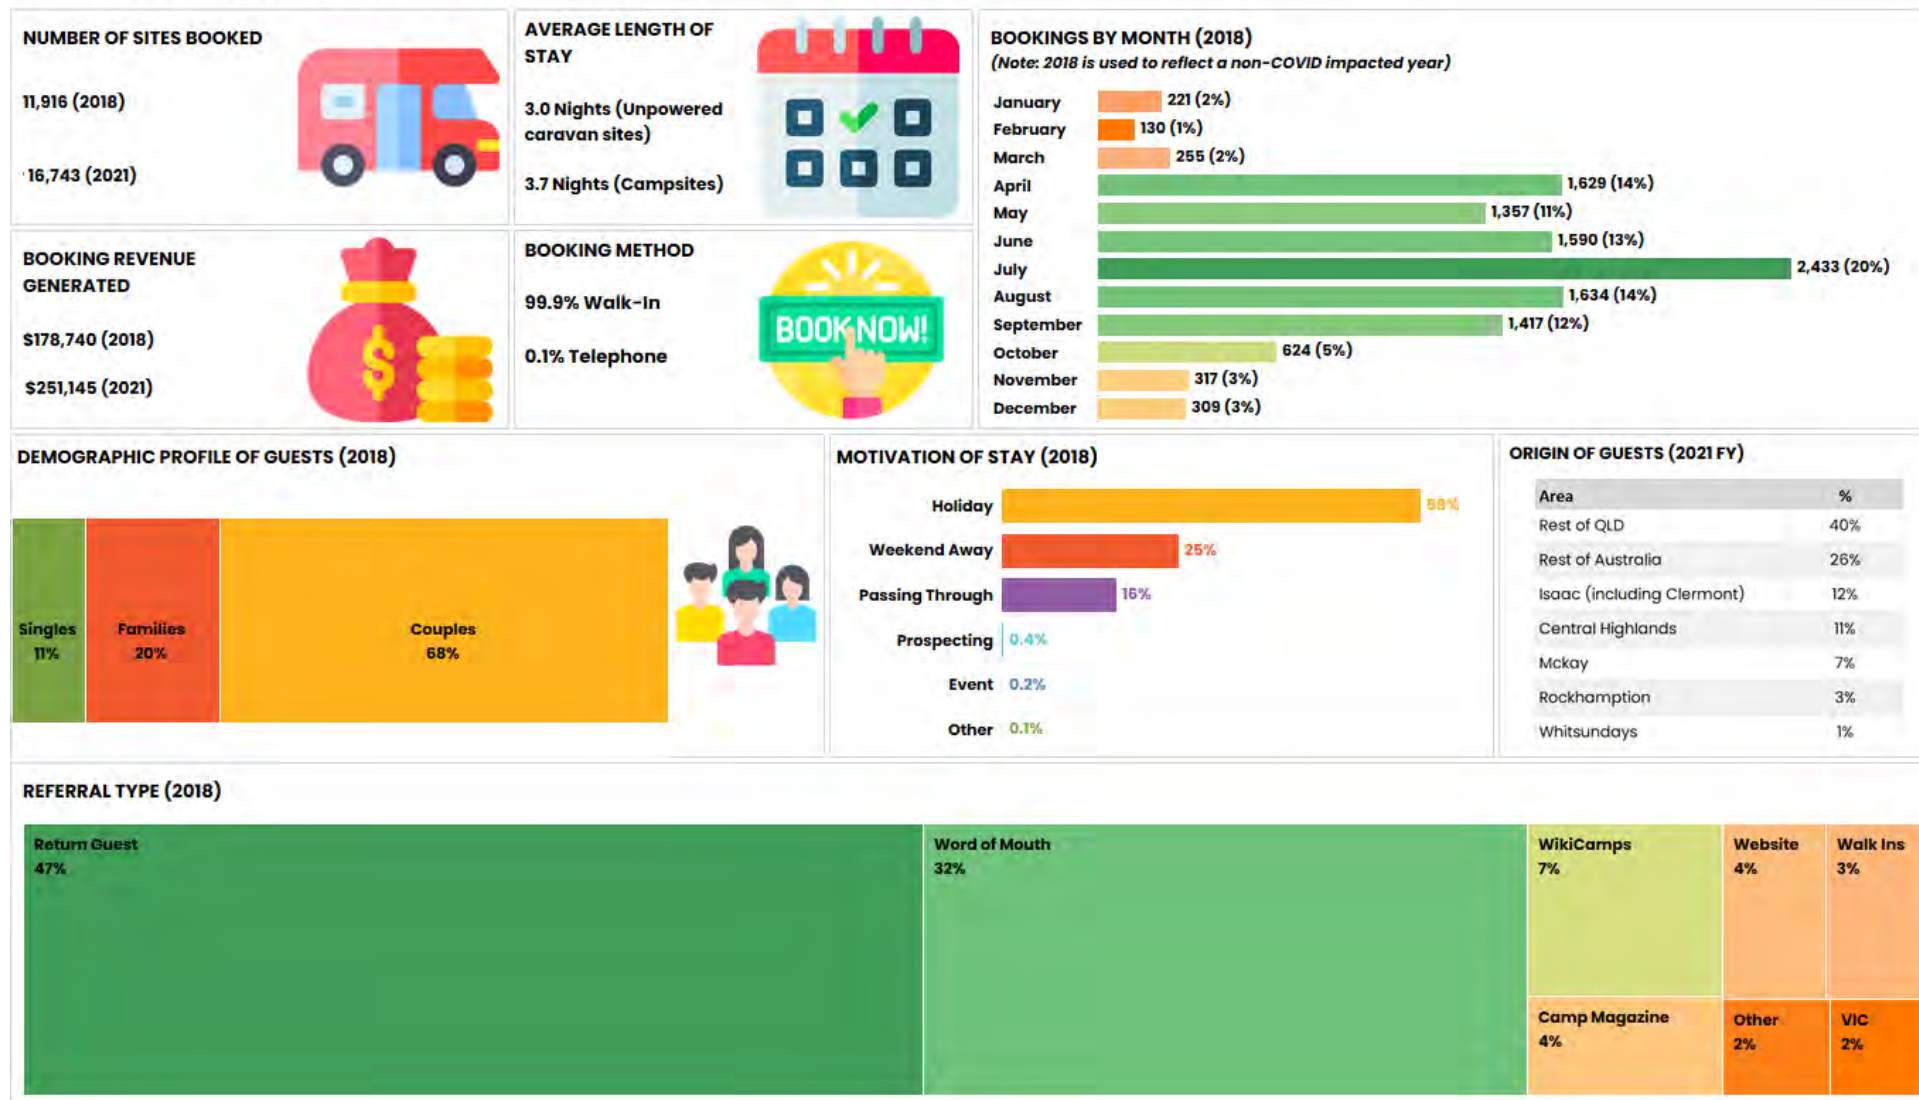 NUMBER OF SITES BOOKED
11,916 (2018)
16,743 (2021)
AVERAGE LENGTH OF
STAY
3.0 Nights (Unpowered
caravan sites)
3.7 Nights (Campsites)
BOOKINGS BY MONTH (2018)
(Note: 2018 is used to reflect a non-COVID impacted year)
January 221 (2%)
February 130 (1%)
March 255 (2%)
April 1,629 (14%)
May 1,357 (11%)
June 1,590 (13%)
July 2,433 (20%)
August 1,634 (14%)
September 1,417 (12%)
October 624 (5%)
November 317 (3%)
December 309 (3%)
BOOKING REVENUE
GENERATED
$178,740 (2018)
$251,145 (2021)
BOOKING METHOD
99.9% Walk-In
0.1% Telephone
BOOK NOW!
DEMOGRAPHIC PROFILE OF GUESTS (2018)
Singles
11%
Families
20%
Couples
68%
MOTIVATION OF STAY (2018)
Holiday
Weekend Away 25%
Passing Through 16%
Prospecting 0.4%
Event 0.2%
Other 0.1%
ORIGIN OF GUESTS (2021 FY)
Area %
Rest of QLD 40%
Rest of Australia 26%
Isaac (including Clermont) 12%
Central Highlands 11%
Mckay 7%
Rockhamption 3%
Whitsundays 1%
REFERRAL TYPE (2018)
Return Guest
47%
Word of Mouth
32%
WikiCamps
7%
Website
4%
Walk Ins
3%
Camp Magazine
4%
Other
2%
VIC
2%